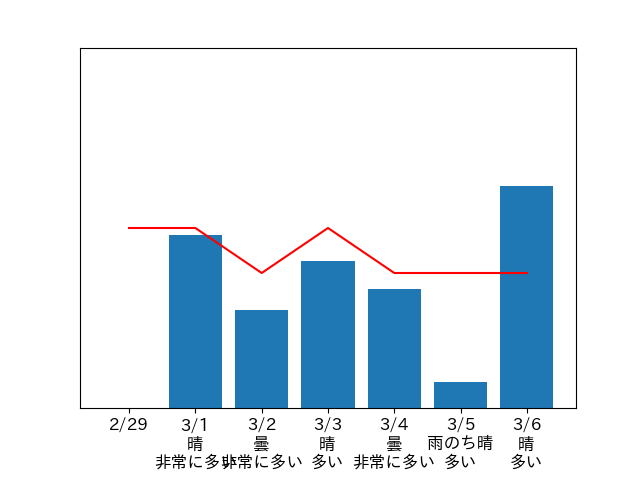 2/29 3/1 3/2 3/3 3/4 3/5 3/6
晴 曇 晴 曇 雨のち晴 晴
非常に多い 非常に多い 多い 非常に多い 多い 多い